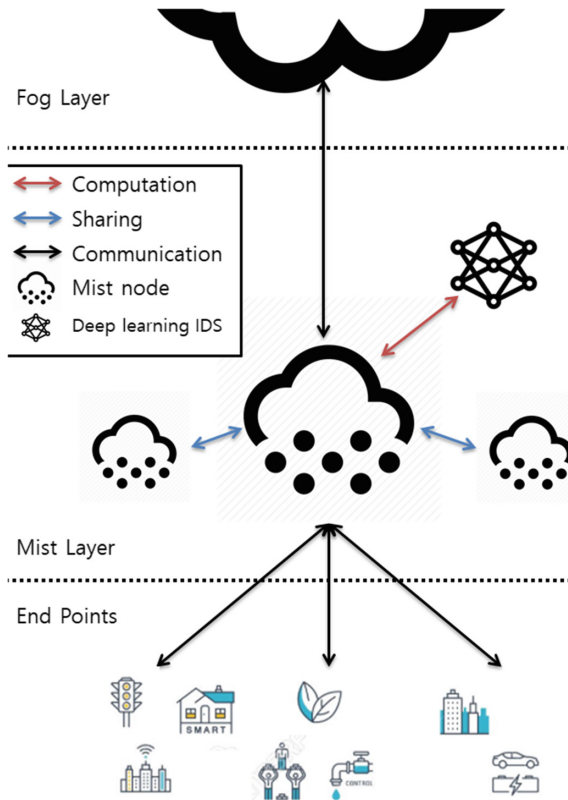 Fog Layer
Computation
Sharing
Communication
Mist node
Deep learning IDS
Mist Layer
End Points
SMART
CONTROL